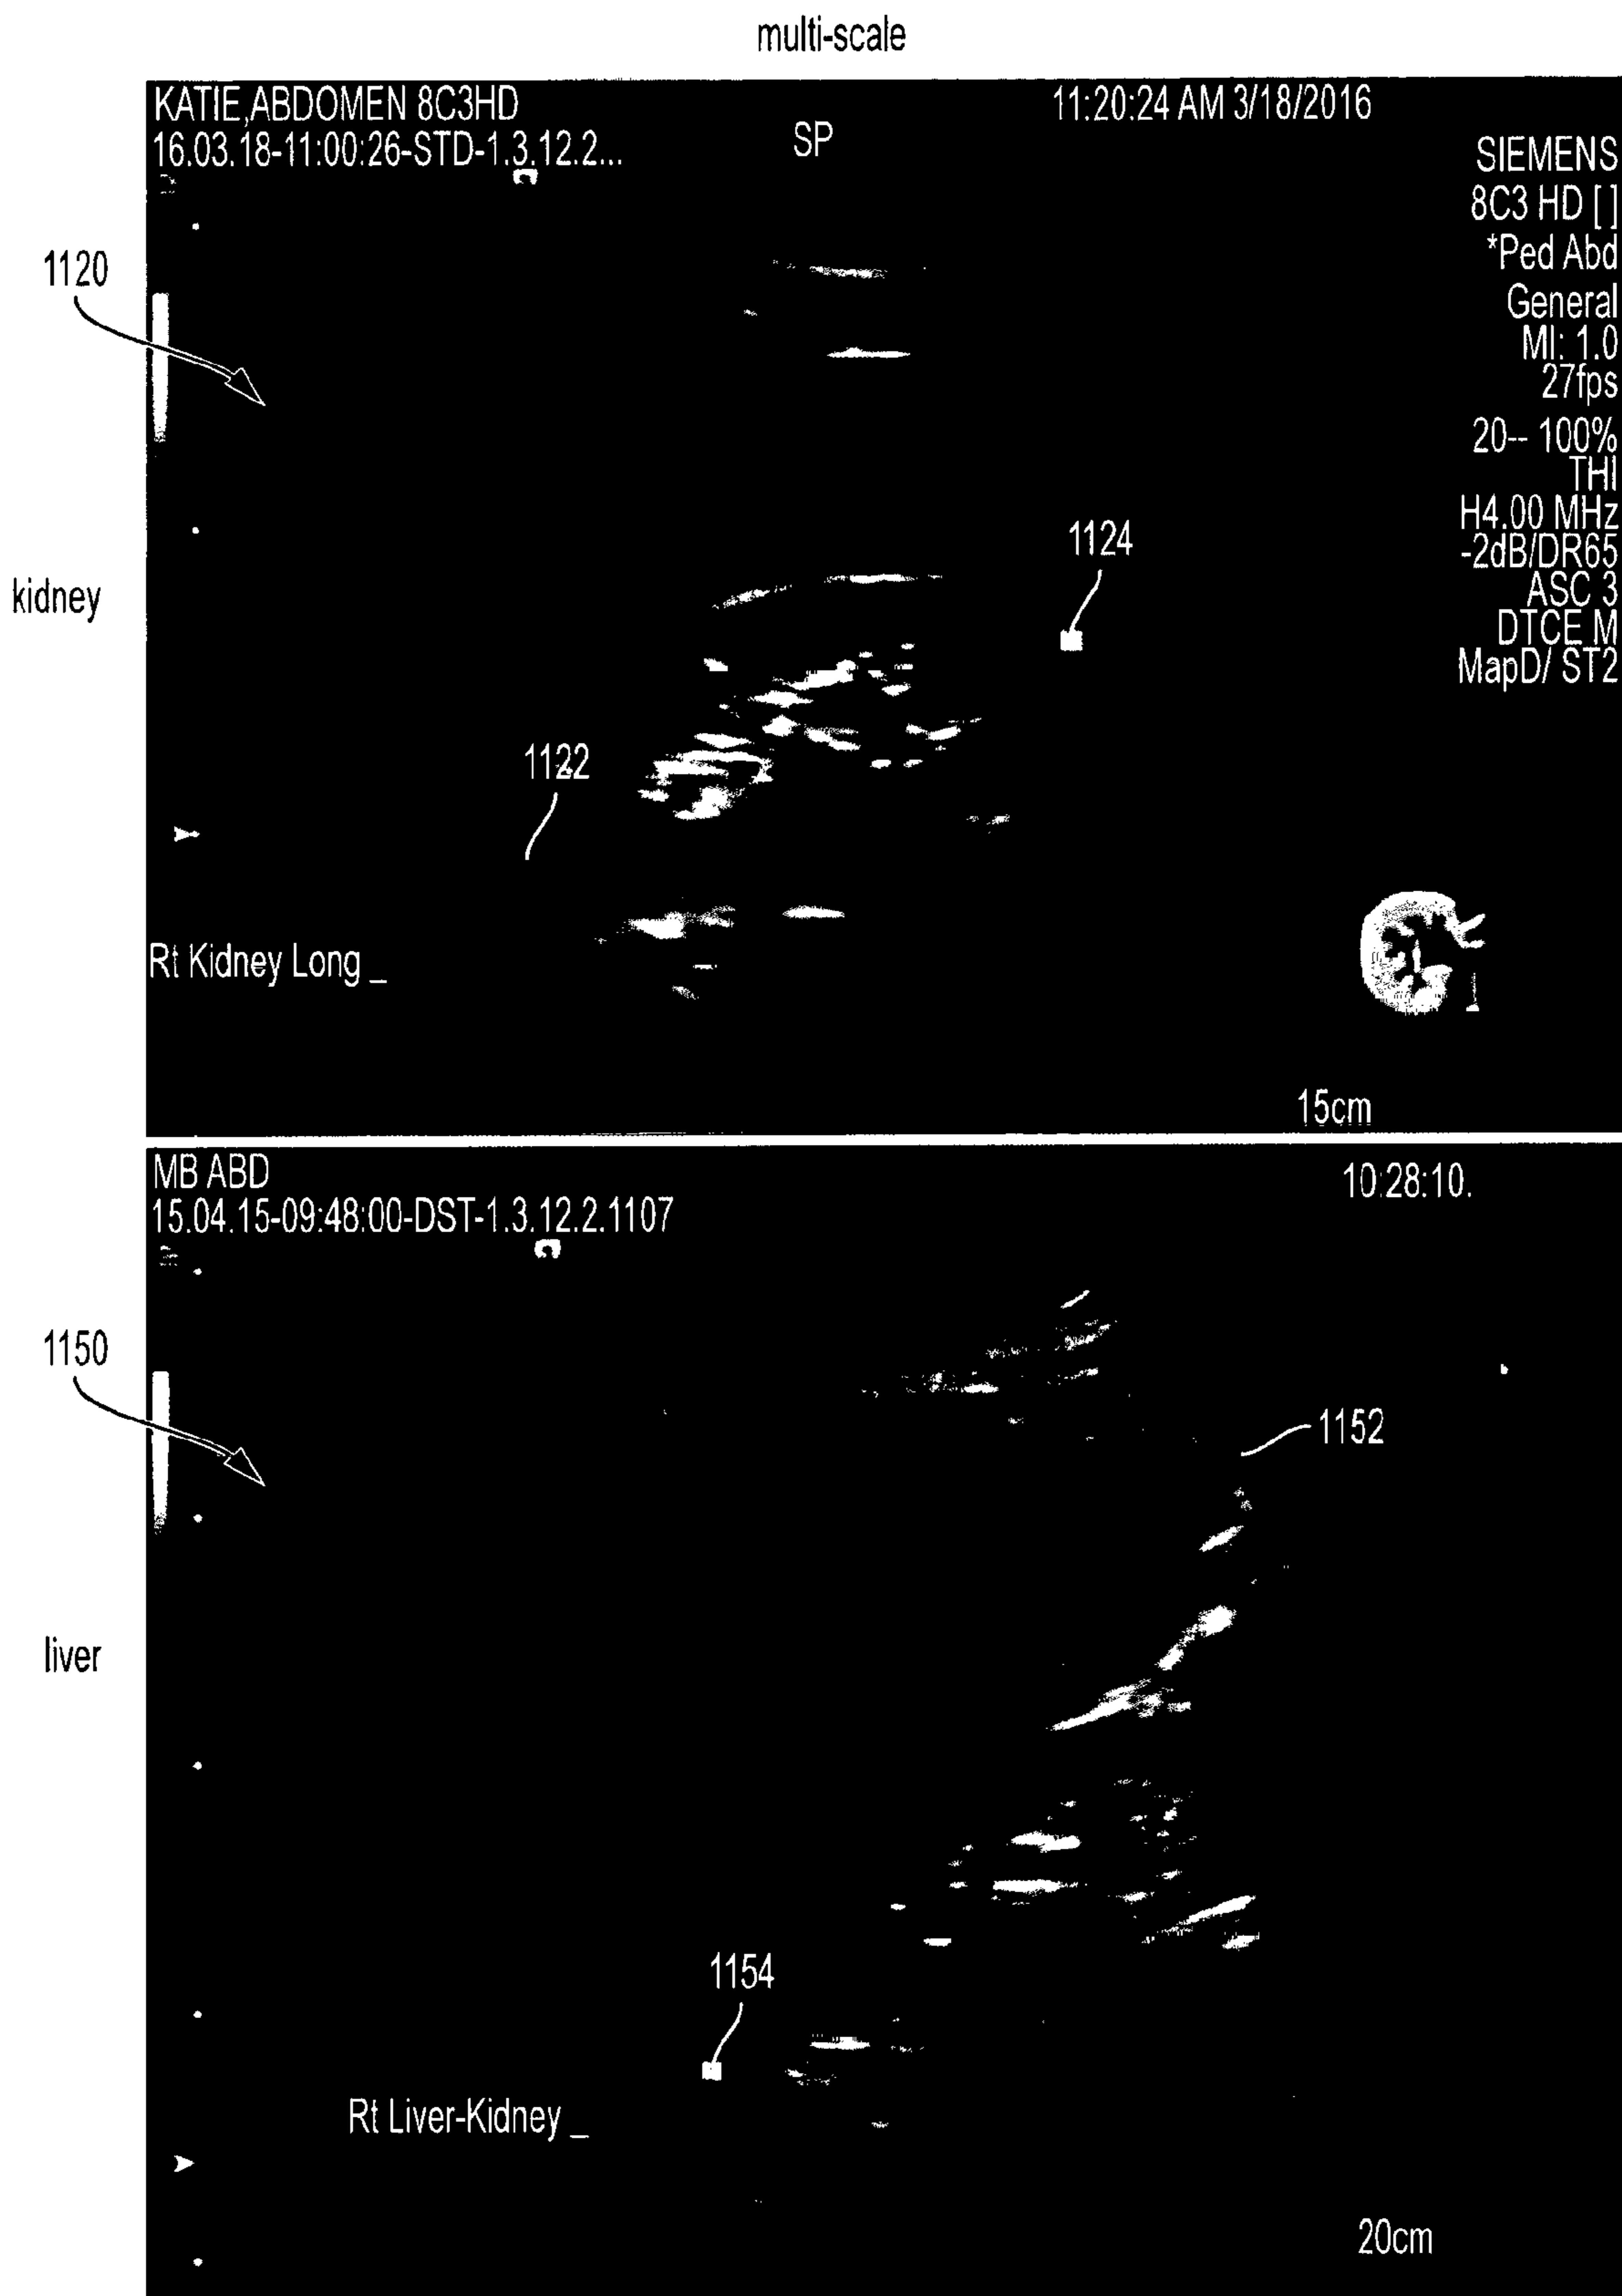 multi-scale
KATIE,ABDOMEN 8C3HD
11:20:24 AM 3/18/2016
16.03.18-11:00:26-STD-1.3.12.2...
SP
SIEMENS
8C3 HD [ ]
*Ped Abd
General
MI: 1.0
27fps
20-- 100%
THI
H4.00 MHz
-2dB/DR65
ASC 3
DTCE M
MapD/ ST2
1120
1124
kidney
1122
Rt Kidney Long _
15cm
MB ABD
10:28:10.
15.04.15-09:48:00-DST-1.3.12.2.1107
1150
1152
liver
1154
Rt Liver-Kidney _
20cm